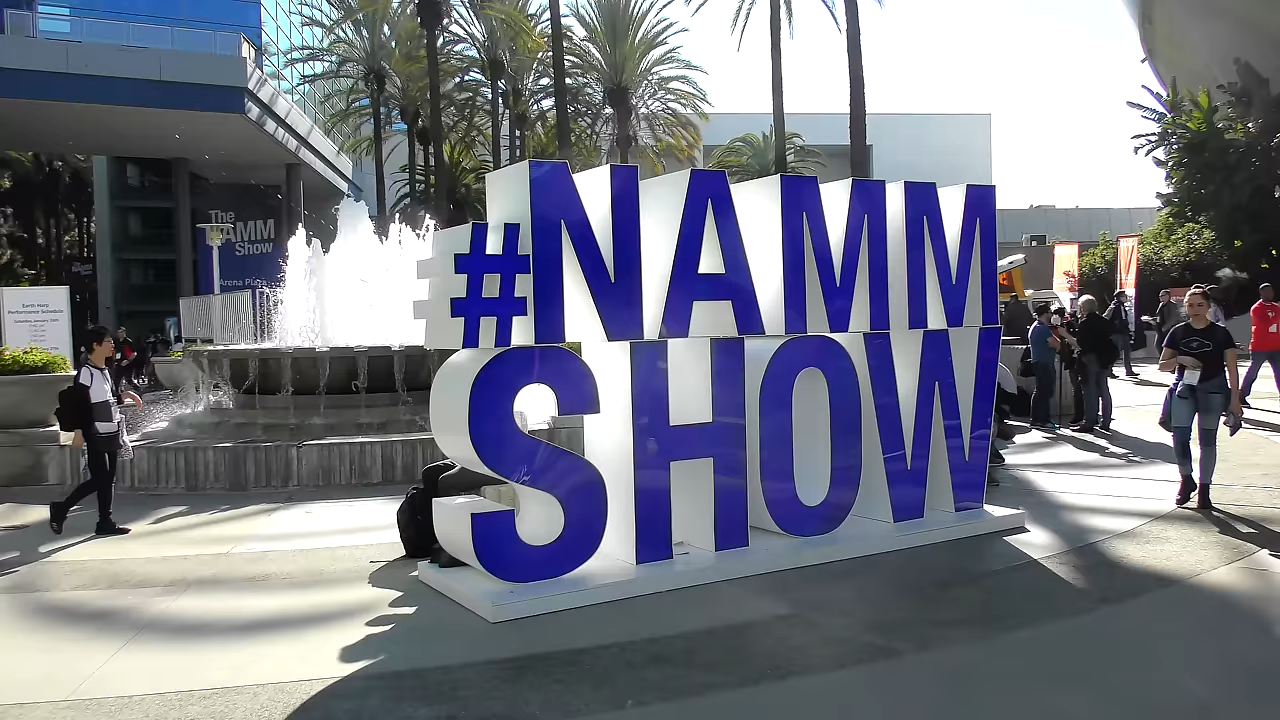 #NAMM
SHOW
The
NAMM
Show
Arena Plaza
Earth Harp
Performance Schedule